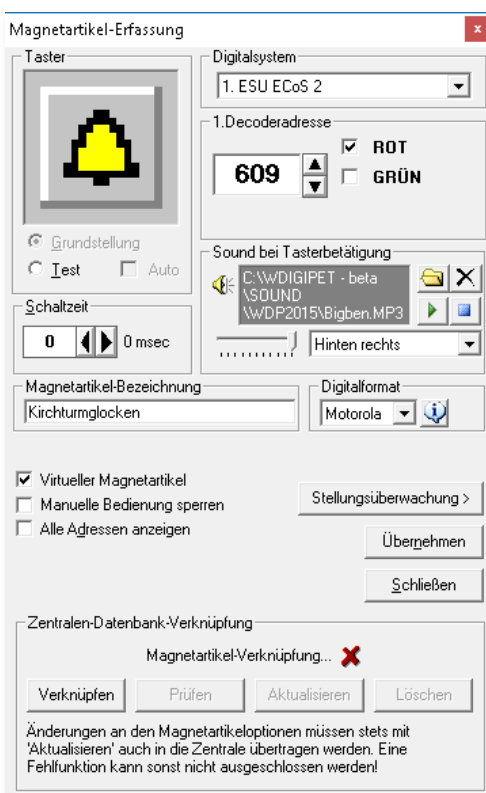 Magnetartikel-Erfassung
x
Taster
Grundstellung
Test
Auto
Digitalsystem
1. ESU ECoS 2
1.Decoderadresse
609
ROT
GRÜN
Sound bei Tasterbetätigung
C:\WDIGIPET - beta
\SOUND
\WDP2015\Bigben.MP3
Hinten rechts
Schaltzeit
0
0 msec
Magnetartikel-Bezeichnung
Kirchturmglocken
Digitalformat
Motorola
i
Virtueller Magnetartikel
Manuelle Bedienung sperren
Alle Adressen anzeigen
Stellungsüberwachung >
Übernehmen
Schließen
Zentralen-Datenbank-Verknüpfung
Magnetartikel-Verknüpfung...
Verknüpfen
Prüfen
Aktualisieren
Löschen
Änderungen an den Magnetartikeloptionen müssen stets mit
'Aktualisieren' auch in die Zentrale übertragen werden. Eine
Fehlfunktion kann sonst nicht ausgeschlossen werden!